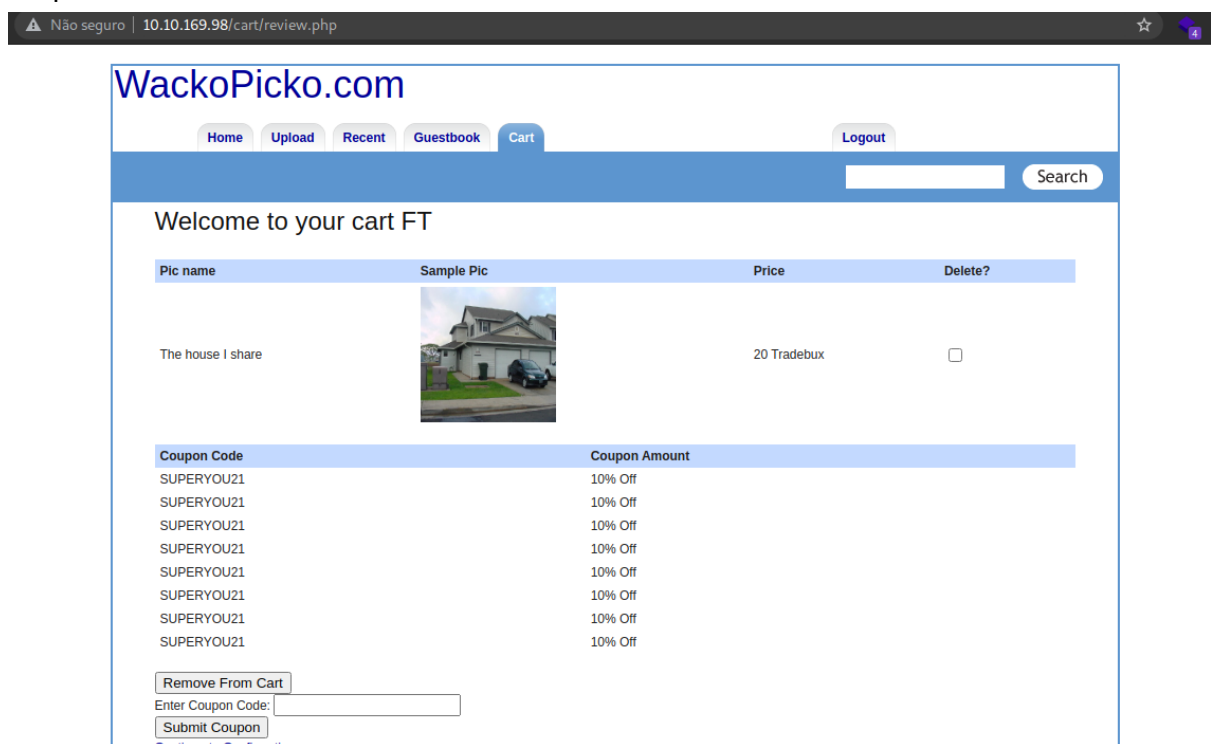 Não seguro | 10.10.169.98/cart/review.php
4
WackoPicko.com
Home Upload Recent Guestbook Cart Logout
Search
Welcome to your cart FT
Pic name Sample Pic Price Delete?
The house I share 20 Tradebux
Coupon Code Coupon Amount
SUPERYOU21 10% Off
SUPERYOU21 10% Off
SUPERYOU21 10% Off
SUPERYOU21 10% Off
SUPERYOU21 10% Off
SUPERYOU21 10% Off
SUPERYOU21 10% Off
SUPERYOU21 10% Off
Remove From Cart
Enter Coupon Code:
Submit Coupon